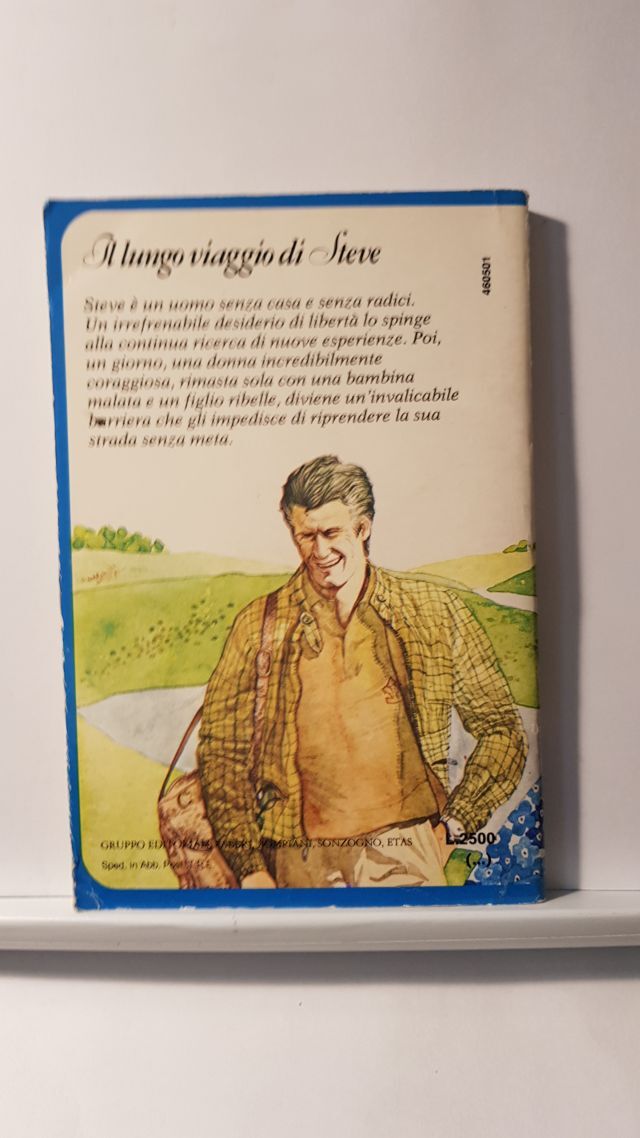 Il lungo viaggio di Steve
460501
Steve è un uomo senza casa e senza radici.
Un irrefrenabile desiderio di libertà lo spinge
alla continua ricerca di nuove esperienze. Poi,
un giorno, una donna incredibilmente
coraggiosa, rimasta sola con una bambina
malata e un figlio ribelle, diviene un'invalicabile
barriera che gli impedisce di riprendere la sua
strada senza meta.
GRUPPO EDITORIALE FABBRI, BOMPIANI, SONZOGNO, ETAS
L. 2500
Sped. in Abb. Post.
(...)